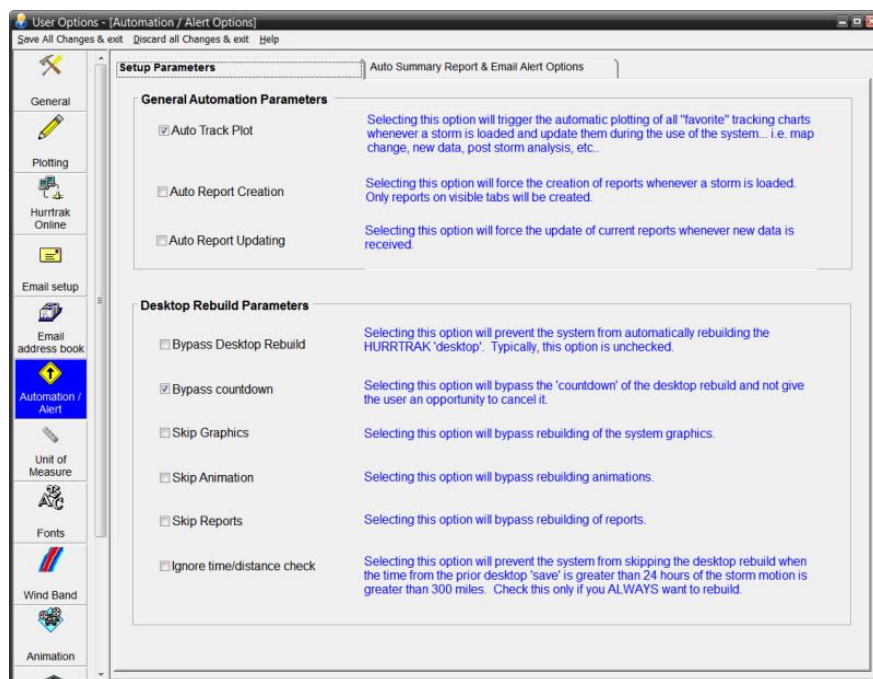 User Options - [Automation / Alert Options]
Save All Changes & exit Discard all Changes & exit Help
General
Plotting
Hurrtrak
Online
Email setup
Email
address book
Automation /
Alert
Unit of
Measure
Fonts
Wind Band
Animation
Setup Parameters
Auto Summary Report & Email Alert Options
General Automation Parameters
Auto Track Plot
Selecting this option will trigger the automatic plotting of all "favorite" tracking charts
whenever a storm is loaded and update them during the use of the system... i.e. map
change, new data, post storm analysis, etc..
Auto Report Creation
Selecting this option will force the creation of reports whenever a storm is loaded.
Only reports on visible tabs will be created.
Auto Report Updating
Selecting this option will force the update of current reports whenever new data is
received.
Desktop Rebuild Parameters
Bypass Desktop Rebuild
Selecting this option will prevent the system from automatically rebuilding the
HURRTRAK 'desktop'. Typically, this option is unchecked.
Bypass countdown
Selecting this option will bypass the 'countdown' of the desktop rebuild and not give
the user an opportunity to cancel it.
Skip Graphics
Selecting this option will bypass rebuilding of the system graphics.
Skip Animation
Selecting this option will bypass rebuilding animations.
Skip Reports
Selecting this option will bypass rebuilding of reports.
Ignore time/distance check
Selecting this option will prevent the system from skipping the desktop rebuild when
the time from the prior desktop 'save' is greater than 24 hours of the storm motion is
greater than 300 miles. Check this only if you ALWAYS want to rebuild.